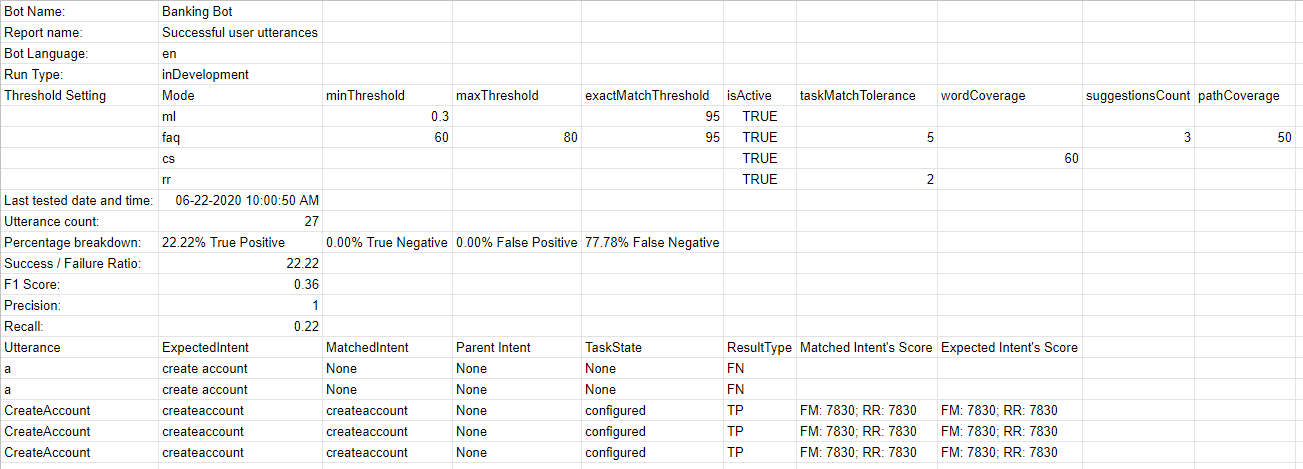 Bot Name: Banking Bot
Report name: Successful user utterances
Bot Language: en
Run Type: inDevelopment
Threshold Setting Mode minThreshold maxThreshold exactMatchThreshold isActive taskMatchTolerance wordCoverage suggestionsCount pathCoverage
ml 0.3 95 TRUE
faq 60 80 95 TRUE 5 3 50
cs TRUE 60
rr TRUE 2
Last tested date and time: 06-22-2020 10:00:50 AM
Utterance count: 27
Percentage breakdown: 22.22% True Positive 0.00% True Negative 0.00% False Positive 77.78% False Negative
Success / Failure Ratio: 22.22
F1 Score: 0.36
Precision: 1
Recall: 0.22
Utterance ExpectedIntent MatchedIntent Parent Intent TaskState ResultType Matched Intent's Score Expected Intent's Score
a create account None None None FN
a create account None None None FN
CreateAccount createaccount createaccount None configured TP FM: 7830; RR: 7830 FM: 7830; RR: 7830
CreateAccount createaccount createaccount None configured TP FM: 7830; RR: 7830 FM: 7830; RR: 7830
CreateAccount createaccount createaccount None configured TP FM: 7830; RR: 7830 FM: 7830; RR: 7830